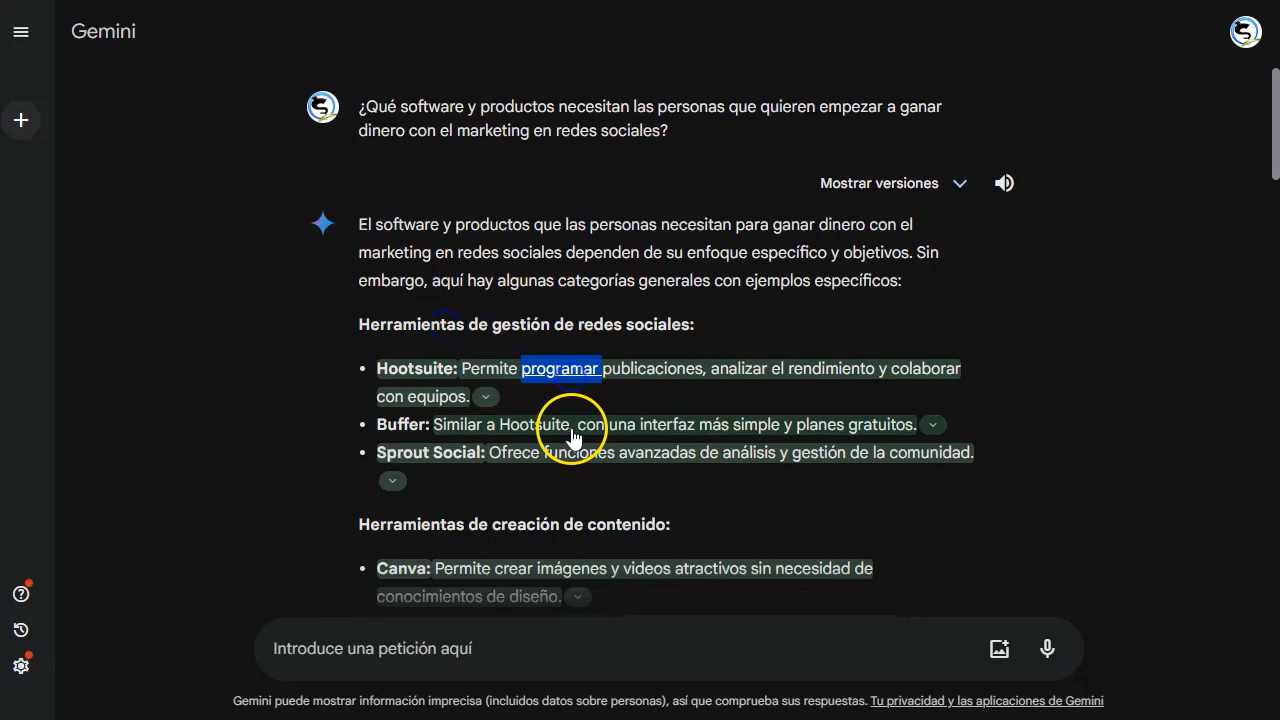 Gemini
¿Qué software y productos necesitan las personas que quieren empezar a ganar
dinero con el marketing en redes sociales?
Mostrar versiones
El software y productos que las personas necesitan para ganar dinero con el
marketing en redes sociales dependen de su enfoque específico y objetivos. Sin
embargo, aquí hay algunas categorías generales con ejemplos específicos:
Herramientas de gestión de redes sociales:
• Hootsuite: Permite programar publicaciones, analizar el rendimiento y colaborar
con equipos.
• Buffer: Similar a Hootsuite, con una interfaz más simple y planes gratuitos.
• Sprout Social: Ofrece funciones avanzadas de análisis y gestión de la comunidad.
Herramientas de creación de contenido:
• Canva: Permite crear imágenes y videos atractivos sin necesidad de
conocimientos de diseño.
Introduce una petición aquí
Gemini puede mostrar información imprecisa (incluidos datos sobre personas), así que comprueba sus respuestas. Tu privacidad y las aplicaciones de Gemini